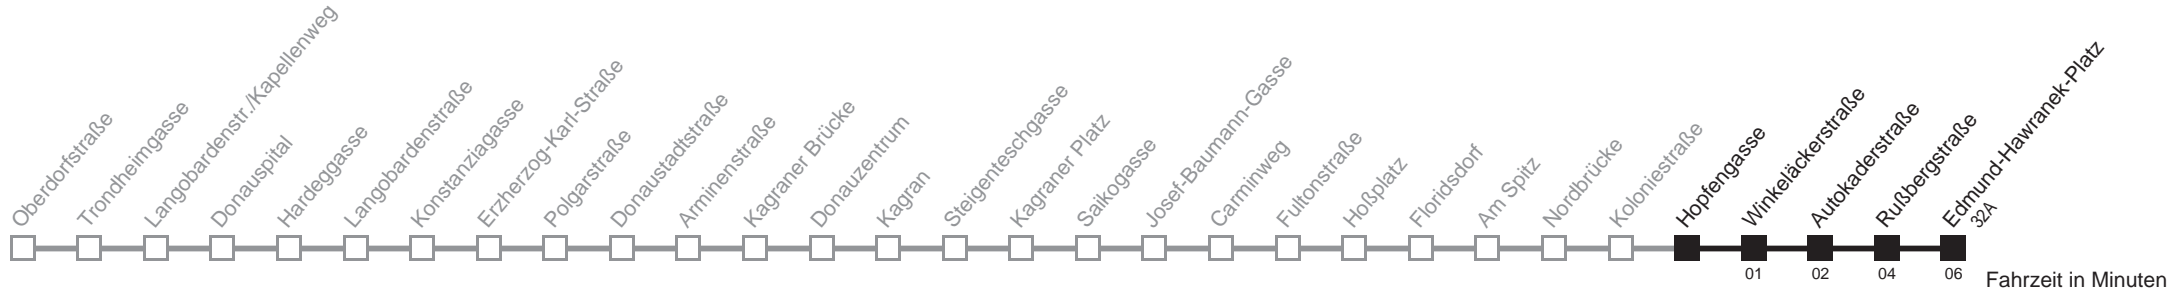 Oberdorfstraße
Trondheimgasse
Langobardenstr./Kapellenweg
Donauspital
Hardeggasse
Langobardenstraße
Konstanziagasse
Erzherzog-Karl-Straße
Polgarstraße
Donaustadtstraße
Arminenstraße
Kagraner Brücke
Donauzentrum
Kagran
Steigenteschgasse
Kagraner Platz
Saikogasse
Josef-Baumann-Gasse
Carminweg
Fultonstraße
Hoßplatz
Floridsdorf
Am Spitz
Nordbrücke
Koloniestraße
Hopfengasse
Winkeläckerstraße
Autokaderstraße
Rußbergstraße
Edmund-Hawranek-Platz
32A
01 02 04 06 Fahrzeit in Minuten